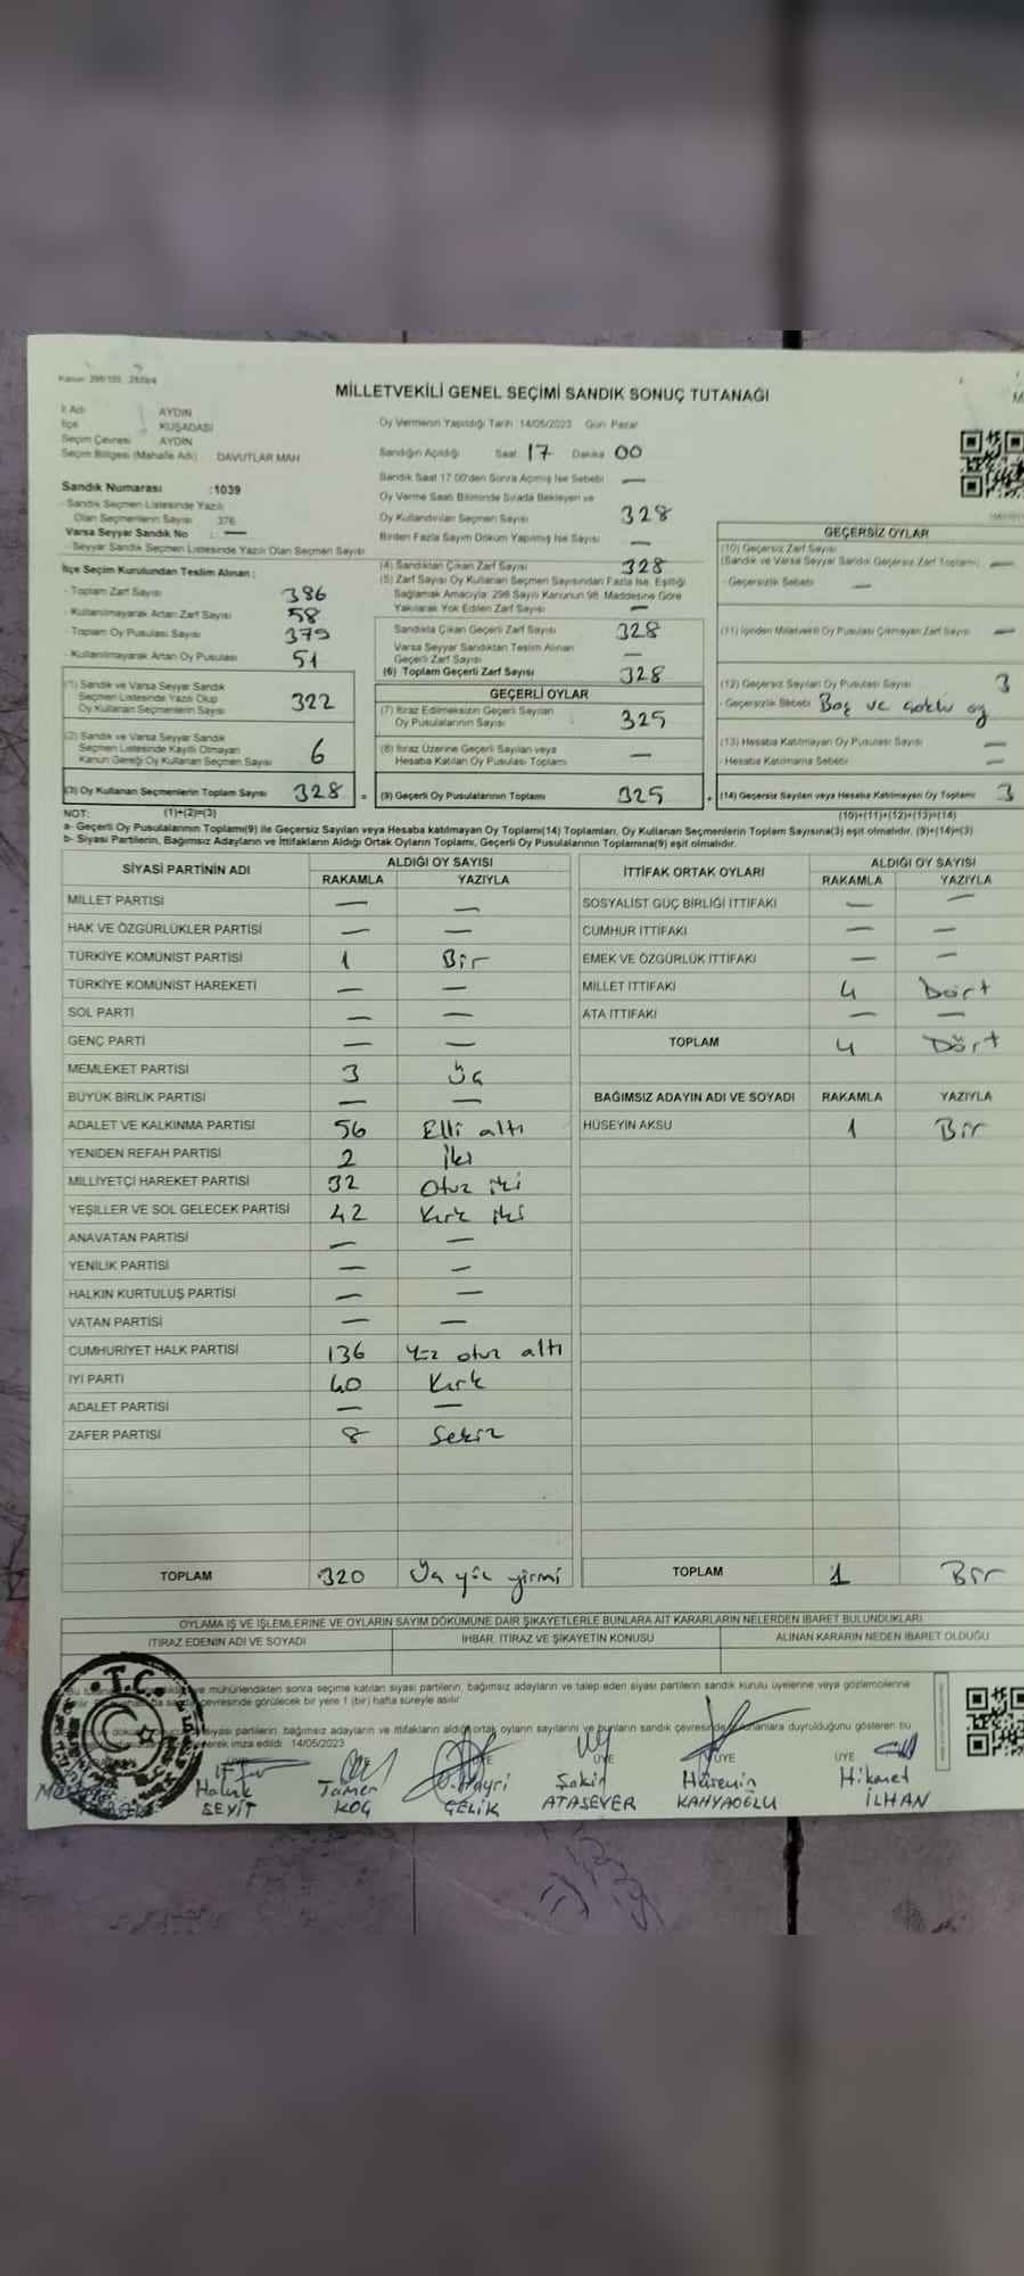 MİLLETVEKİLİ GENEL SEÇİMİ SANDIK SONUÇ TUTANAĞI
İl Adı AYDIN
İlçe KUŞADASI
Seçim Çevresi AYDIN
Seçim Bölgesi (Mahalle Adı) DAVUTLAR MAH
Sandık Numarası :1039
Sandık Seçmen Listesinde Yazılı
Olan Seçmenlerin Sayısı 376
Varsa Seyyar Sandık No : —
Seyyar Sandık Seçmen Listesinde Yazılı Olan Seçmen Sayısı
İlçe Seçim Kurulundan Teslim Alınan :
- Toplam Zarf Sayısı 386
- Kullanılmayarak Artan Zarf Sayısı 58
- Toplam Oy Pusulası Sayısı 379
- Kullanılmayarak Artan Oy Pusulası 51
(1) Sandık ve Varsa Seyyar Sandık
Seçmen Listesinde Yazılı Olup
Oy Kullanan Seçmenlerin Sayısı 322
(2) Sandık ve Varsa Seyyar Sandık
Seçmen Listesinde Kayıtlı Olmayan
Kanun Gereği Oy Kullanan Seçmen Sayısı 6
(3) Oy Kullanan Seçmenlerin Toplam Sayısı 328 =
Oy Vermenin Yapıldığı Tarih 14/05/2023 Gün Pazar
Sandığın Açıldığı Saat 17 Dakika 00
Sandık Saat 17.00'den Sonra Açılmış İse Sebebi —
Oy Verme Saati Bitiminde Sırada Bekleyen ve
Oy Kullandırılan Seçmen Sayısı 328
Birden Fazla Sayım Döküm Yapılmış İse Sayısı —
(4) Sandıktan Çıkan Zarf Sayısı 328
(5) Zarf Sayısı Oy Kullanan Seçmen Sayısından Fazla İse, Eşitliği
Sağlamak Amacıyla; 298 Sayılı Kanunun 98. Maddesine Göre
Yakılarak Yok Edilen Zarf Sayısı —
Sandıkta Çıkan Geçerli Zarf Sayısı 328
Varsa Seyyar Sandıktan Teslim Alınan
Geçerli Zarf Sayısı —
(6) Toplam Geçerli Zarf Sayısı 328
GEÇERLİ OYLAR
(7) İtiraz Edilmeksizin Geçerli Sayılan
Oy Pusulalarının Sayısı 325
(8) İtiraz Üzerine Geçerli Sayılan veya
Hesaba Katılan Oy Pusulası Toplamı —
(9) Geçerli Oy Pusulalarının Toplamı 325
GEÇERSİZ OYLAR
(10) Geçersiz Zarf Sayısı
(Sandık ve Varsa Seyyar Sandık Geçersiz Zarf Toplamı) —
- Geçersizlik Sebebi —
(11) İçinden Milletvekili Oy Pusulası Çıkmayan Zarf Sayısı —
(12) Geçersiz Sayılan Oy Pusulası Sayısı 3
- Geçersizlik Sebebi Boş ve çoklu oy
(13) Hesaba Katılmayan Oy Pusulası Sayısı —
- Hesaba Katılmama Sebebi —
(14) Geçersiz Sayılan veya Hesaba Katılmayan Oy Toplamı 3
NOT: (1)+(2)=(3) (10)+(11)+(12)+(13)=(14)
a- Geçerli Oy Pusulalarının Toplamı(9) ile Geçersiz Sayılan veya Hesaba katılmayan Oy Toplamı(14) Toplamları, Oy Kullanan Seçmenlerin Toplam Sayısına(3) eşit olmalıdır. (9)+(14)=(3)
b- Siyasi Partilerin, Bağımsız Adayların ve İttifakların Aldığı Ortak Oyların Toplamı, Geçerli Oy Pusulalarının Toplamına(9) eşit olmalıdır.
SİYASİ PARTİNİN ADI ALDIĞI OY SAYISI
RAKAMLA YAZIYLA
MİLLET PARTİSİ — —
HAK VE ÖZGÜRLÜKLER PARTİSİ — —
TÜRKİYE KOMÜNİST PARTİSİ 1 Bir
TÜRKİYE KOMÜNİST HAREKETİ — —
SOL PARTİ — —
GENÇ PARTİ — —
MEMLEKET PARTİSİ 3 Üç
BÜYÜK BİRLİK PARTİSİ — —
ADALET VE KALKINMA PARTİSİ 56 Elli altı
YENİDEN REFAH PARTİSİ 2 İki
MİLLİYETÇİ HAREKET PARTİSİ 32 Otuz iki
YEŞİLLER VE SOL GELECEK PARTİSİ 42 Kırk iki
ANAVATAN PARTİSİ — —
YENİLİK PARTİSİ — —
HALKIN KURTULUŞ PARTİSİ — —
VATAN PARTİSİ — —
CUMHURİYET HALK PARTİSİ 136 Yüz otuz altı
İYİ PARTİ 40 Kırk
ADALET PARTİSİ — —
ZAFER PARTİSİ 8 Sekiz
TOPLAM 320 Üç yüz yirmi
İTTİFAK ORTAK OYLARI ALDIĞI OY SAYISI
RAKAMLA YAZIYLA
SOSYALİST GÜÇ BİRLİĞİ İTTİFAKI — —
CUMHUR İTTİFAKI — —
EMEK VE ÖZGÜRLÜK İTTİFAKI — —
MİLLET İTTİFAKI 4 Dört
ATA İTTİFAKI — —
TOPLAM 4 Dört
BAĞIMSIZ ADAYIN ADI VE SOYADI RAKAMLA YAZIYLA
HÜSEYİN AKSU 1 Bir
TOPLAM 1 Bir
OYLAMA İŞ VE İŞLEMLERİNE VE OYLARIN SAYIM DÖKÜMÜNE DAİR ŞİKAYETLERLE BUNLARA AİT KARARLARIN NELERDEN İBARET BULUNDUKLARI
İTİRAZ EDENİN ADI VE SOYADI İHBAR, İTİRAZ VE ŞİKAYETİN KONUSU ALINAN KARARIN NEDEN İBARET OLDUĞU
ve mühürlendikten sonra seçime katılan siyasi partilerin, bağımsız adayların ve talep eden siyasi partilerin sandık kurulu üyelerine veya gözlemcilerine
çevresinde görülecek bir yere 1 (bir) hafta süreyle asılır.
siyasi partilerin, bağımsız adayların ve ittifakların aldığı ortak oyların sayılarını ve bunların sandık çevresinde duyurulduğunu gösteren bu
imza edildi. 14/05/2023
T.C.
ÜYE ÜYE ÜYE
Haluk Tamer Hayri Şakir Hüseyin Hikmet
SEYİT KOÇ ÇELİK ATASEVER KAHYAOĞLU İLHAN